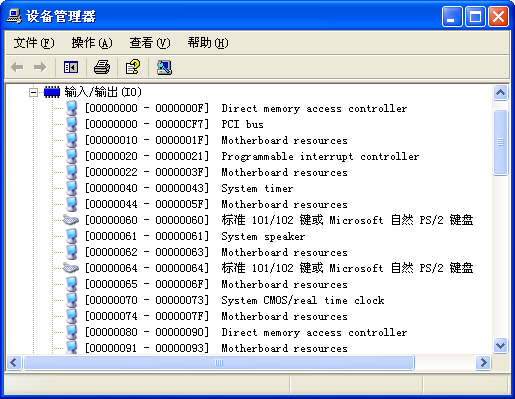 设备管理器
文件(F) 操作(A) 查看(V) 帮助(H)
输入/输出(IO)
[00000000 - 0000000F] Direct memory access controller
[00000000 - 00000CF7] PCI bus
[00000010 - 0000001F] Motherboard resources
[00000020 - 00000021] Programmable interrupt controller
[00000022 - 0000003F] Motherboard resources
[00000040 - 00000043] System timer
[00000044 - 0000005F] Motherboard resources
[00000060 - 00000060] 标准 101/102 键或 Microsoft 自然 PS/2 键盘
[00000061 - 00000061] System speaker
[00000062 - 00000063] Motherboard resources
[00000064 - 00000064] 标准 101/102 键或 Microsoft 自然 PS/2 键盘
[00000065 - 0000006F] Motherboard resources
[00000070 - 00000073] System CMOS/real time clock
[00000074 - 0000007F] Motherboard resources
[00000080 - 00000090] Direct memory access controller
[00000091 - 00000093] Motherboard resources